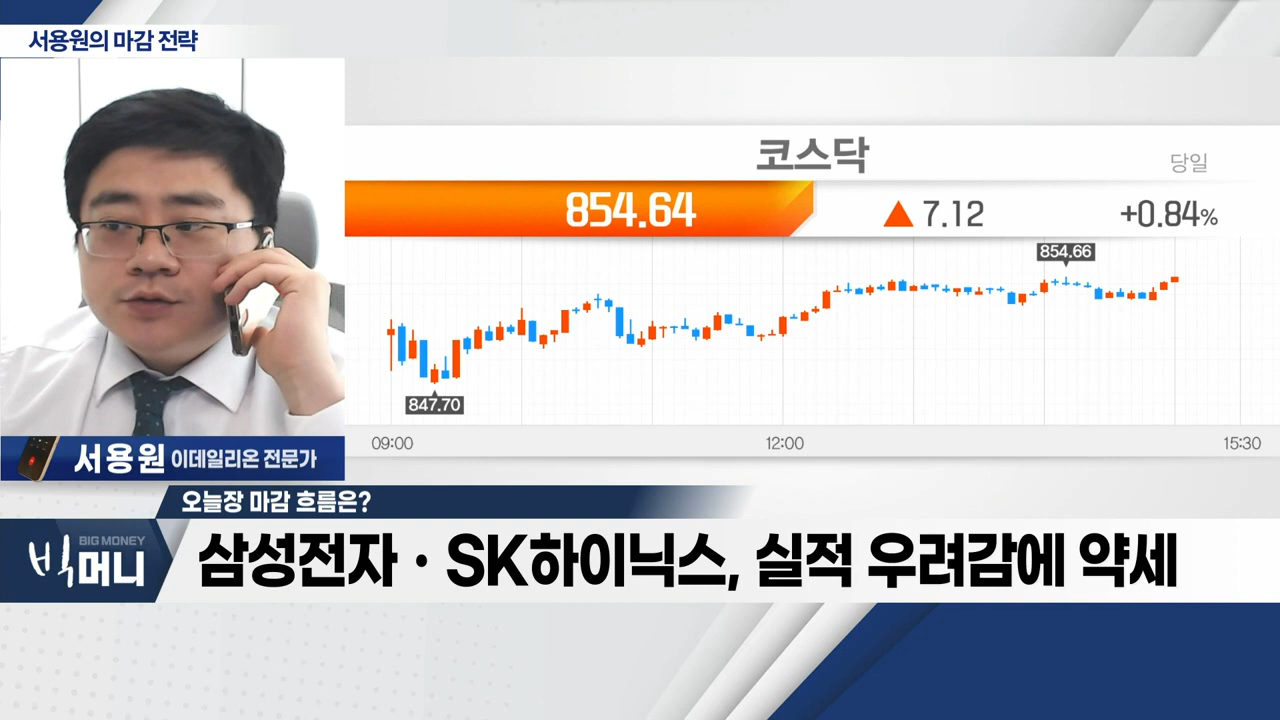 서용원의 마감 전략
코스닥
당일
854.64
▲ 7.12
+0.84%
854.66
847.70
09:00
12:00
15:30
서용원 이데일리온 전문가
오늘장 마감 흐름은?
BIG MONEY
빅머니
삼성전자 · SK하이닉스, 실적 우려감에 약세